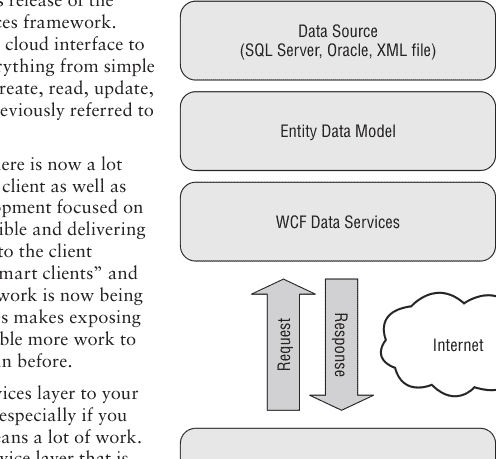 s release of the
ces framework.
cloud interface to
rything from simple
reate, read, update,
eviously referred to
here is now a lot
client as well as
opment focused on
ible and delivering
to the client
mart clients” and
work is now being
s makes exposing
ble more work to
n before.
ices layer to your
especially if you
eans a lot of work.
vice layer that is
Data Source
(SQL Server, Oracle, XML file)
Entity Data Model
WCF Data Services
Request
Response
Internet